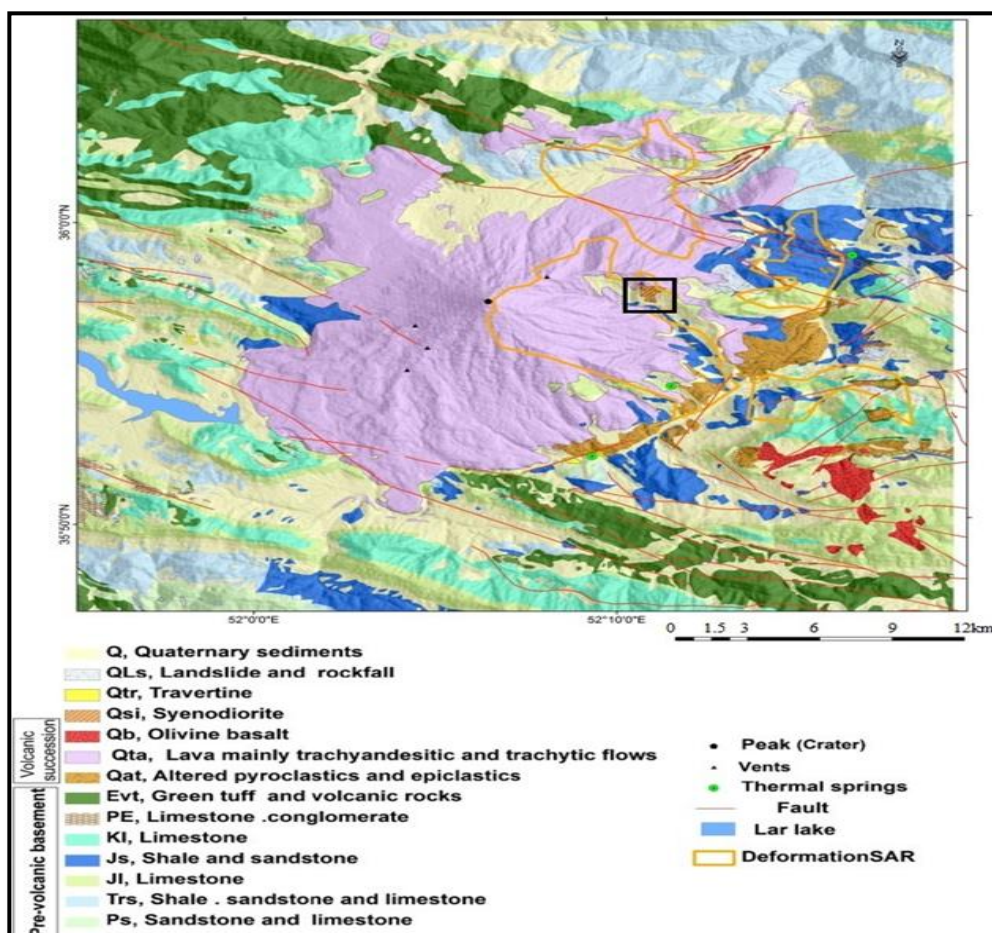 N
36°0'0"N
35°50'0"N
52°0'0"E
52°10'0"E
0 1.5 3 6 9 12km
Q, Quaternary sediments
QLs, Landslide and rockfall
Qtr, Travertine
Qsi, Syenodiorite
Qb, Olivine basalt
Qta, Lava mainly trachyandesitic and trachytic flows
Qat, Altered pyroclastics and epiclastics
Evt, Green tuff and volcanic rocks
PE, Limestone .conglomerate
Kl, Limestone
Js, Shale and sandstone
Jl, Limestone
Trs, Shale . sandstone and limestone
Ps, Sandstone and limestone
Volcanic
succession
Pre-volcanic basement
Peak (Crater)
Vents
Thermal springs
Fault
Lar lake
DeformationSAR